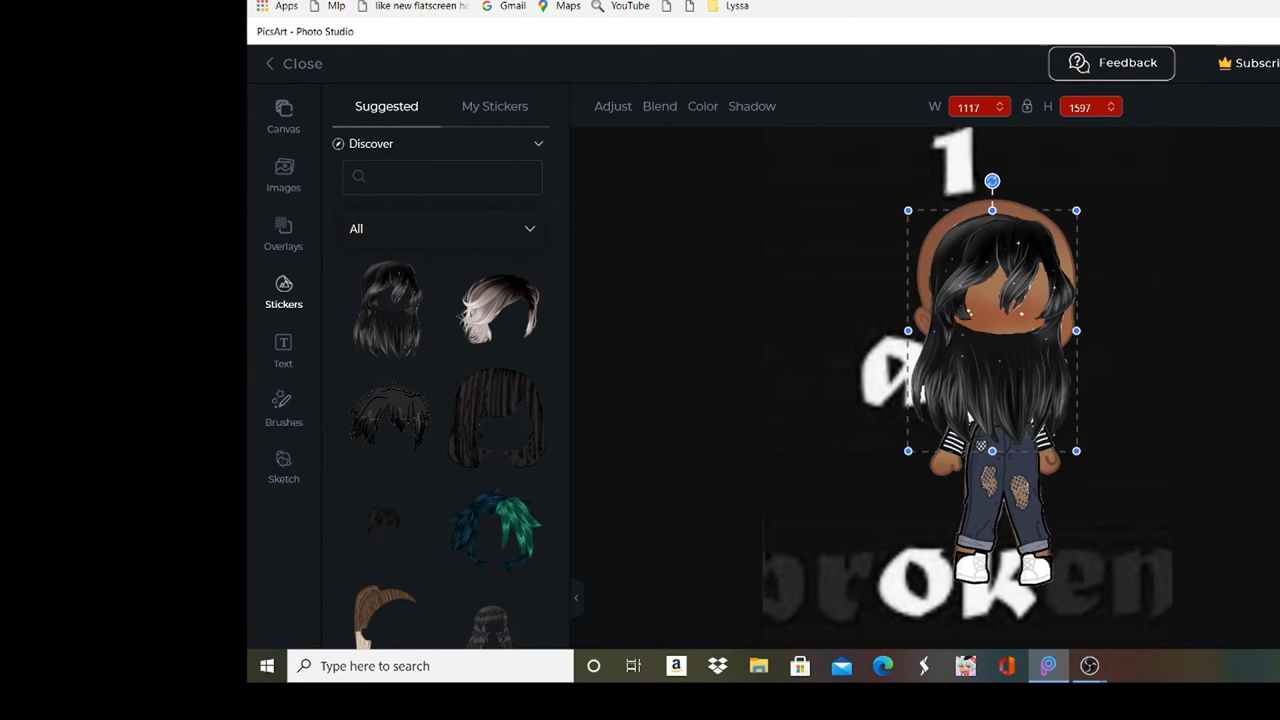 Apps Mlp like new flatscreen ho Gmail Maps YouTube Lyssa
PicsArt - Photo Studio
Close Feedback Subscri
Canvas
Images
Overlays
Stickers
Text
Brushes
Sketch
Suggested My Stickers
Discover
All
Adjust Blend Color Shadow W 1117 H 1597
1
broken
Type here to search